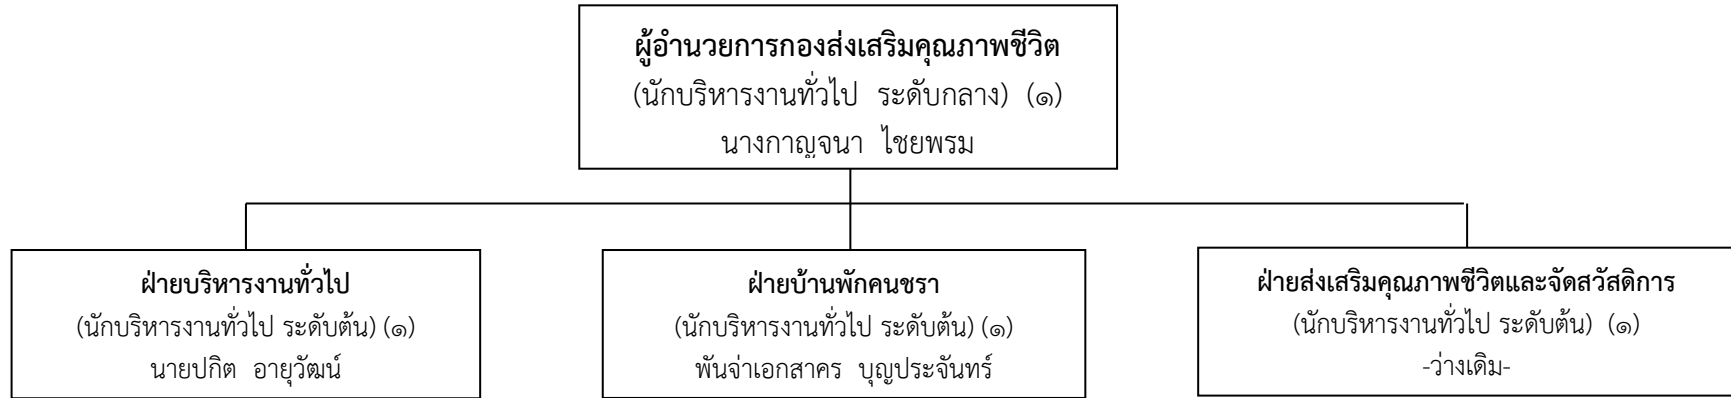 ผู้อำนวยการกองส่งเสริมคุณภาพชีวิต
(นักบริหารงานทั่วไป ระดับกลาง) (๑)
นางกาญจนา ไชยพรม
ฝ่ายบริหารงานทั่วไป
(นักบริหารงานทั่วไป ระดับต้น) (๑)
นายปกิต อายุวัฒน์
ฝ่ายบ้านพักคนชรา
(นักบริหารงานทั่วไป ระดับต้น) (๑)
พันจ่าเอกสาคร บุญประจันทร์
ฝ่ายส่งเสริมคุณภาพชีวิตและจัดสวัสดิการ
(นักบริหารงานทั่วไป ระดับต้น) (๑)
-ว่างเดิม-